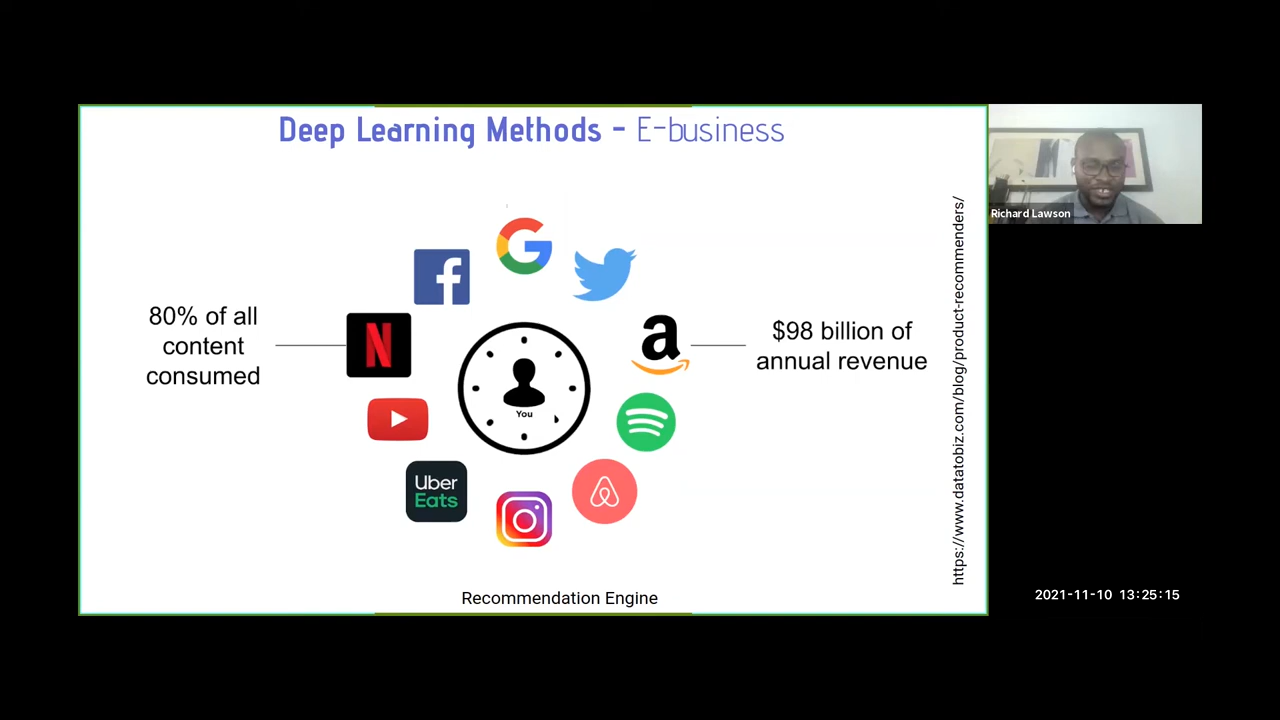 Deep Learning Methods - E-business
Richard Lawson
80% of all
content
consumed
$98 billion of
annual revenue
You
Uber
Eats
https://www.datatobiz.com/blog/product-recommenders/
Recommendation Engine
2021-11-10 13:25:15